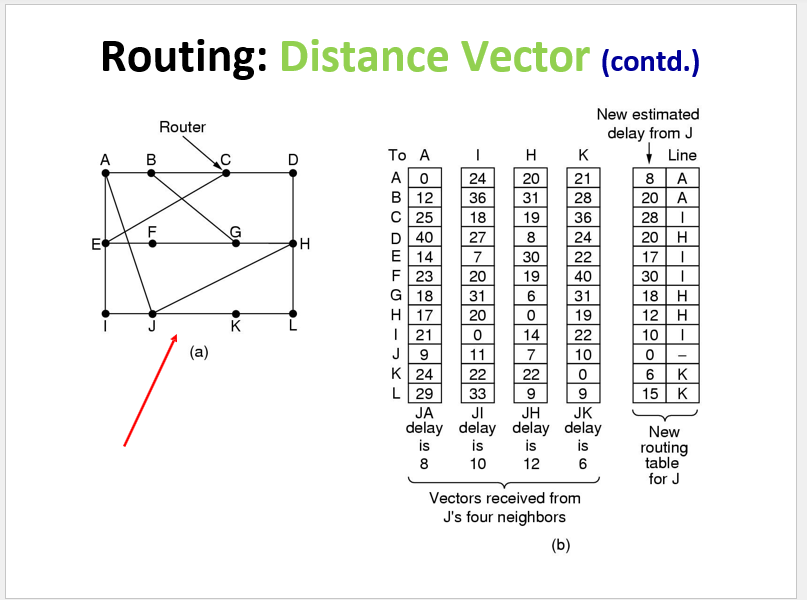 Routing: Distance Vector (contd.)
Router
A B C D
E F G H
I J K L
(a)
New estimated
delay from J
To A I H K Line
A 0 24 20 21 8 A
B 12 36 31 28 20 A
C 25 18 19 36 28 I
D 40 27 8 24 20 H
E 14 7 30 22 17 I
F 23 20 19 40 30 I
G 18 31 6 31 18 H
H 17 20 0 19 12 H
I 21 0 14 22 10 I
J 9 11 7 10 0 –
K 24 22 22 0 6 K
L 29 33 9 9 15 K
JA JI JH JK
delay delay delay delay
is is is is
8 10 12 6
New
routing
table
for J
Vectors received from
J's four neighbors
(b)